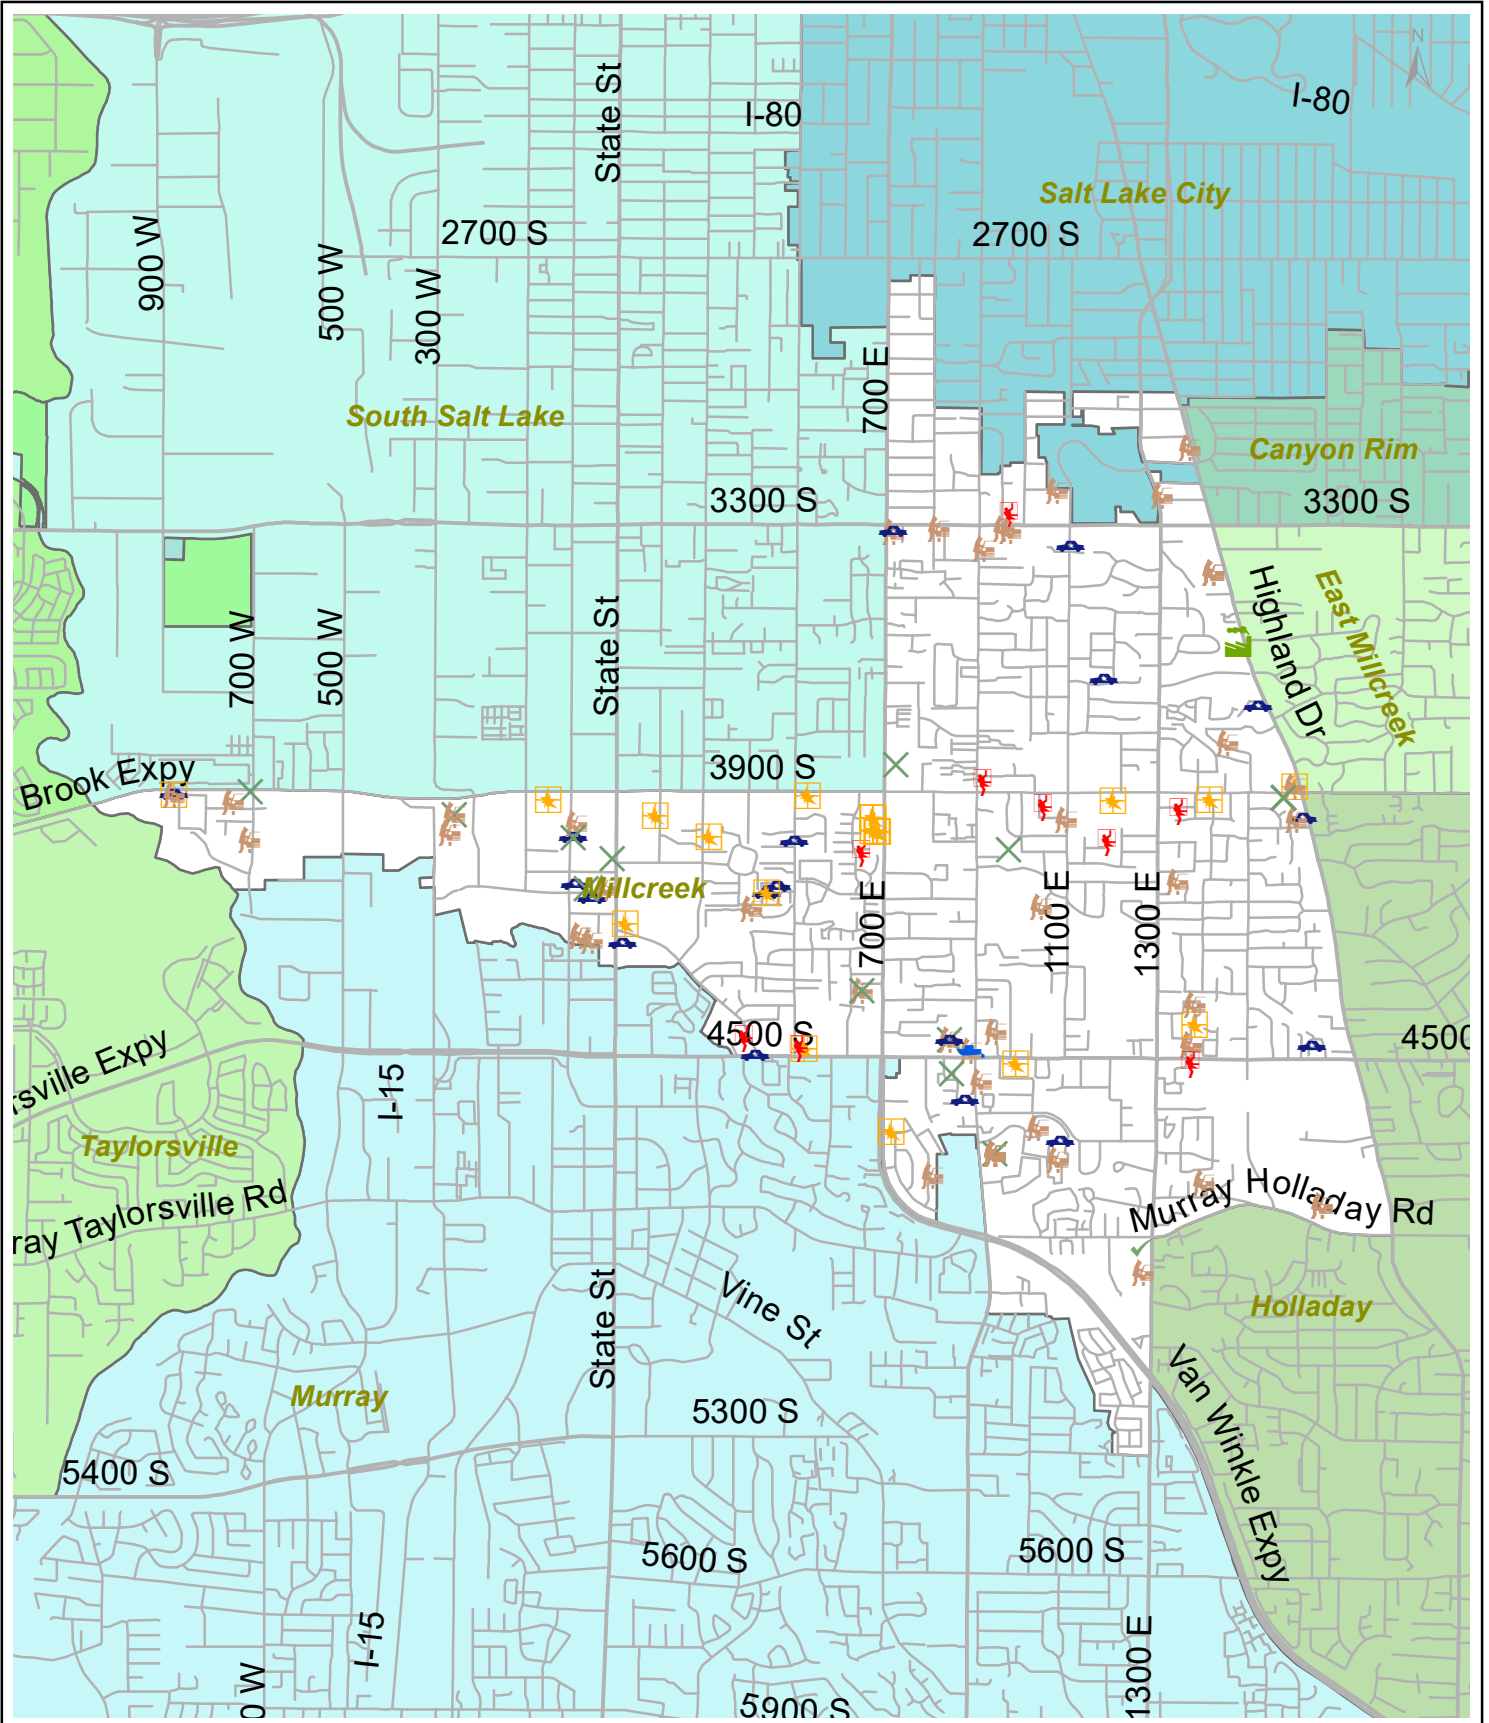 N
I-80
I-80
State St
Salt Lake City
2700 S
2700 S
900 W
500 W
300 W
700 E
South Salt Lake
Canyon Rim
3300 S
3300 S
Highland Dr
East Millcreek
700 W
500 W
State St
3900 S
Brook Expy
Millcreek
700 E
1100 E
1300 E
4500 S
4500
rsville Expy
I-15
Taylorsville
ray Taylorsville Rd
Murray Holladay Rd
Vine St
State St
Holladay
Murray
Van Winkle Expy
5300 S
5400 S
5600 S
5600 S
I-15
1300 E
0 W
5900 S